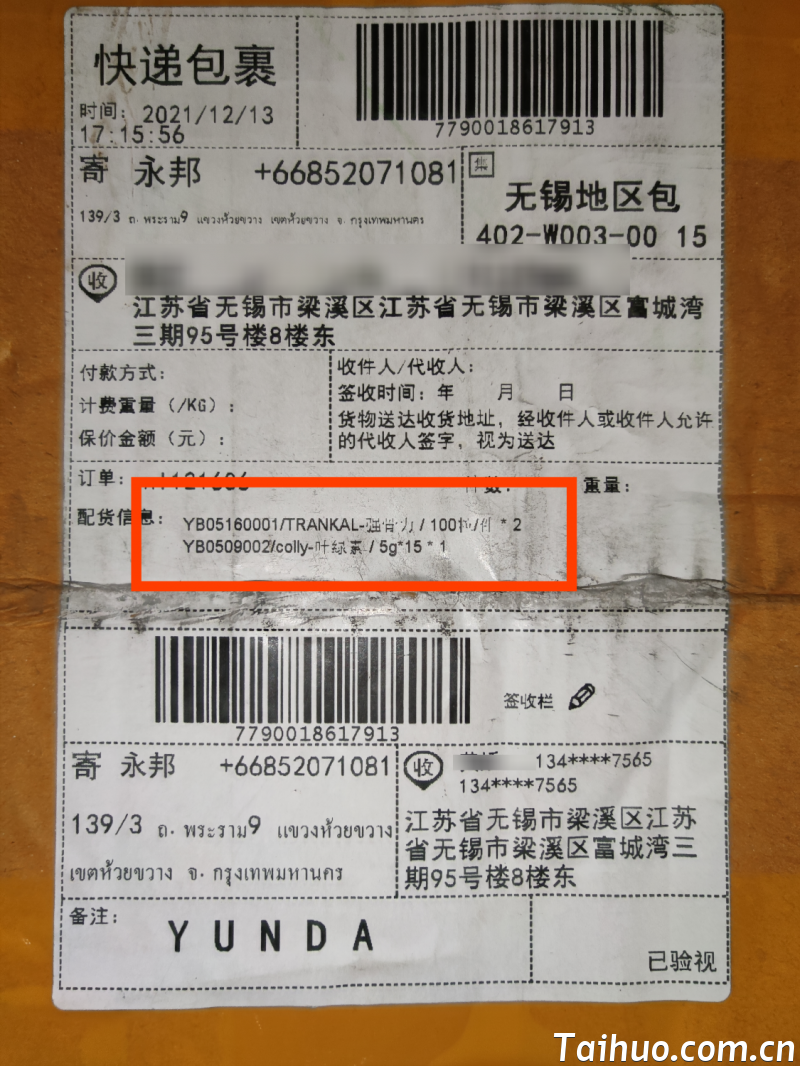 快递包裹
时间: 2021/12/13
17:15:56
7790018617913
寄 永邦 +66852071081
139/3 ถ. พระราม9 แขวงห้วยขวาง เขตห้วยขวาง จ. กรุงเทพมหานคร
集
无锡地区包
402-W003-00 15
收
江苏省无锡市梁溪区江苏省无锡市梁溪区富城湾
三期95号楼8楼东
付款方式:
计费重量（/KG）:
保价金额（元）:
收件人/代收人:
签收时间: 年 月 日
货物送达收货地址, 经收件人或收件人允许
的代收人签字, 视为送达
订单:
件数:
重量:
配货信息:
YB05160001/TRANKAL-强骨力 / 100粒/件 * 2
YB0509002/colly-叶绿素 / 5g*15 * 1
7790018617913
签收栏
寄 永邦 +66852071081
139/3 ถ. พระราม9 แขวงห้วยขวาง
เขตห้วยขวาง จ. กรุงเทพมหานคร
收
134****7565
134****7565
江苏省无锡市梁溪区江苏
省无锡市梁溪区富城湾三
期95号楼8楼东
备注:
YUNDA
已验视
Taihuo.com.cn